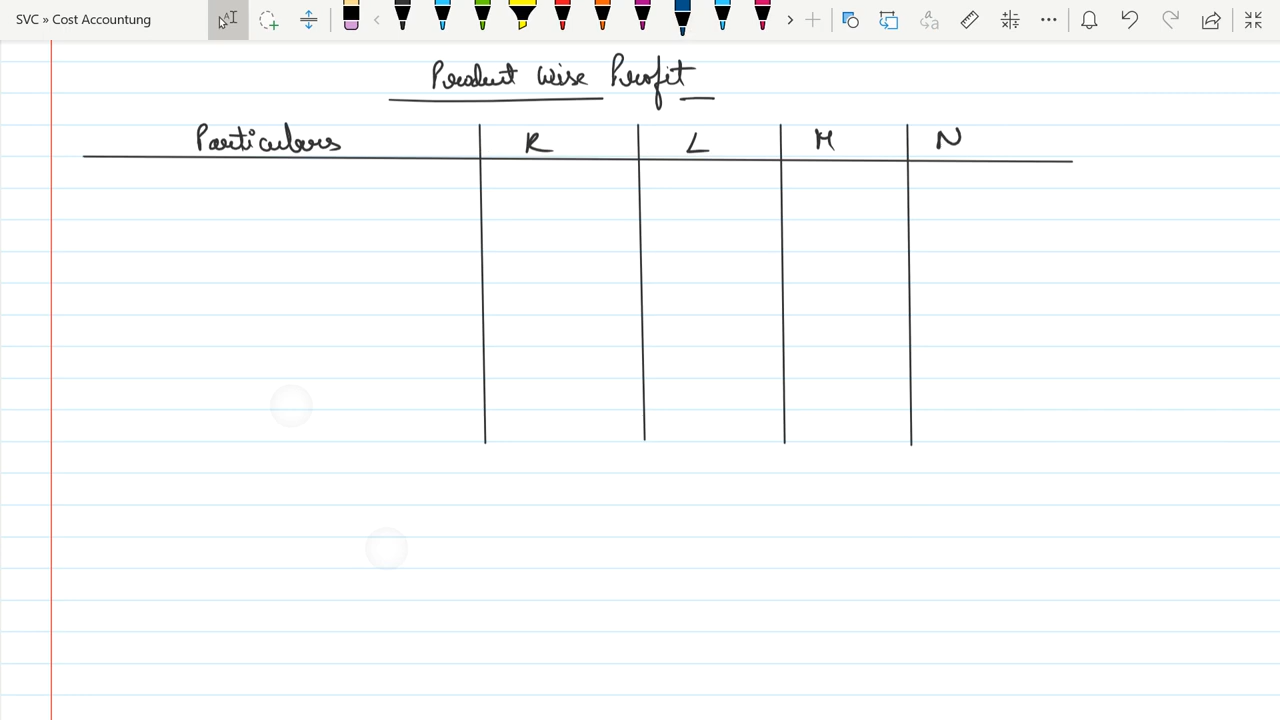 SVC » Cost Accountung
Product wise Profit
Particulars R L M N